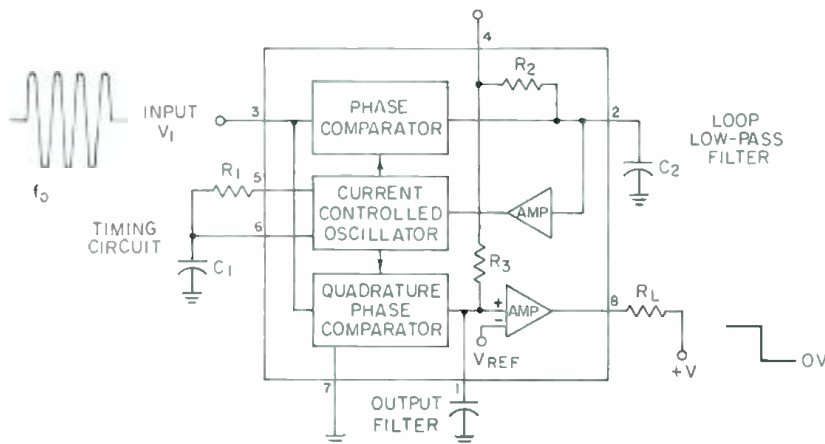 4
R2
INPUT
V1
3
PHASE
COMPARATOR
2
LOOP
LOW-PASS
FILTER
C2
fo
R1
5
TIMING
CIRCUIT
6
C1
CURRENT
CONTROLLED
OSCILLATOR
AMP
R3
QUADRATURE
PHASE
COMPARATOR
+
−
AMP
8
RL
VREF
+V
0V
7
1
OUTPUT
FILTER